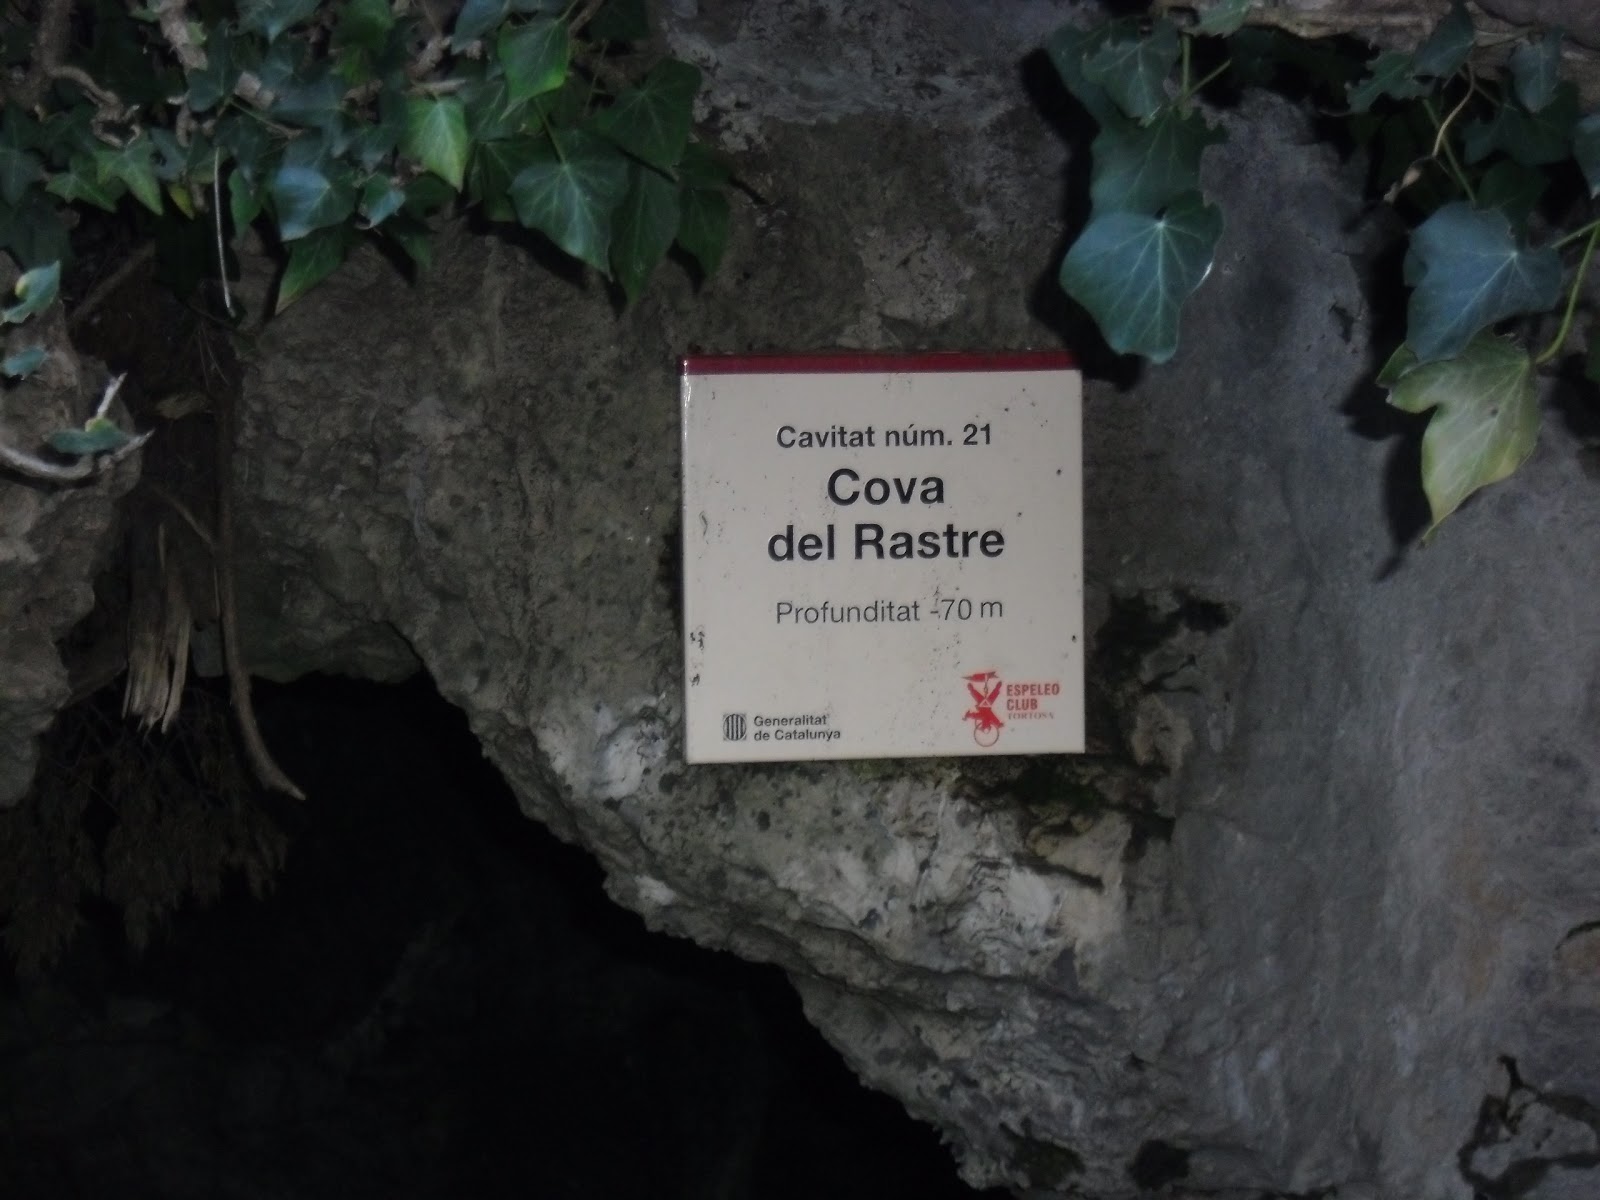 Cavitat núm. 21
Cova
del Rastre
Profunditat -70 m
Generalitat
de Catalunya
ESPELEO
CLUB
TORTOSA